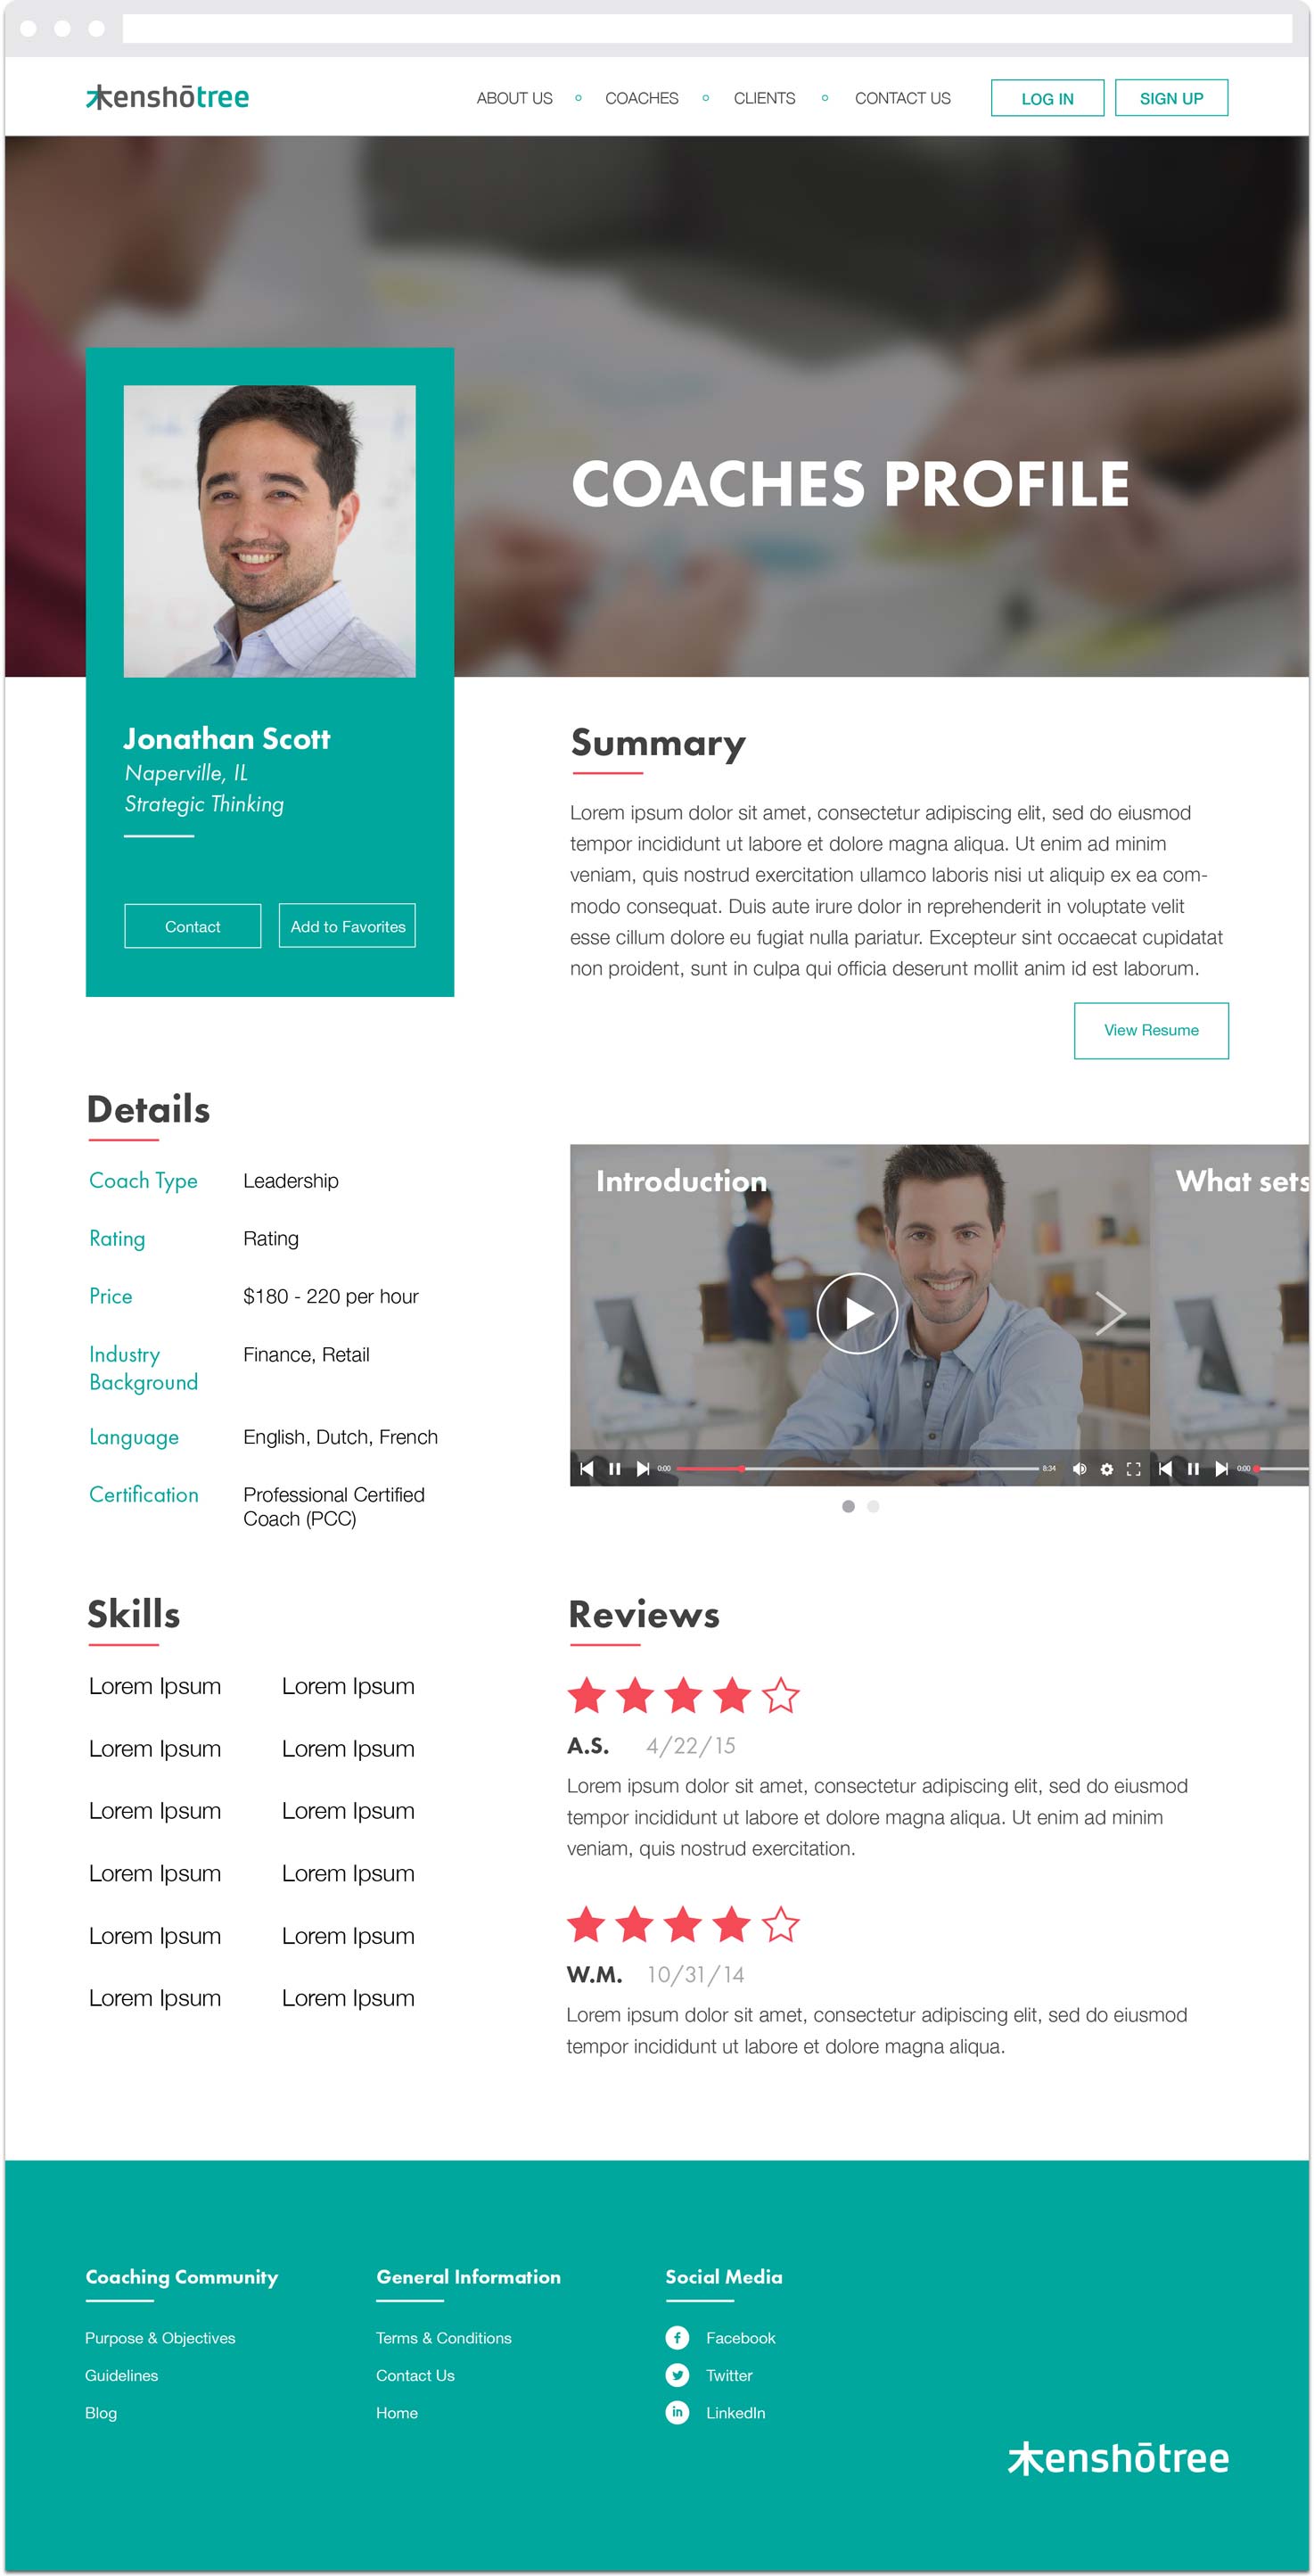 enshōtree
ABOUT US
COACHES
CLIENTS
CONTACT US
LOG IN
SIGN UP
COACHES PROFILE
Jonathan Scott
Naperville, IL
Strategic Thinking
Contact
Add to Favorites
Summary
Lorem ipsum dolor sit amet, consectetur adipiscing elit, sed do eiusmod
tempor incididunt ut labore et dolore magna aliqua. Ut enim ad minim
veniam, quis nostrud exercitation ullamco laboris nisi ut aliquip ex ea com-
modo consequat. Duis aute irure dolor in reprehenderit in voluptate velit
esse cillum dolore eu fugiat nulla pariatur. Excepteur sint occaecat cupidatat
non proident, sunt in culpa qui officia deserunt mollit anim id est laborum.
View Resume
Details
Coach Type Leadership
Rating Rating
Price $180 - 220 per hour
Industry Finance, Retail
Background
Language English, Dutch, French
Certification Professional Certified
Coach (PCC)
Introduction
0:00
8:34
What sets
0:00
Skills
Lorem Ipsum Lorem Ipsum
Lorem Ipsum Lorem Ipsum
Lorem Ipsum Lorem Ipsum
Lorem Ipsum Lorem Ipsum
Lorem Ipsum Lorem Ipsum
Lorem Ipsum Lorem Ipsum
Reviews
A.S. 4/22/15
Lorem ipsum dolor sit amet, consectetur adipiscing elit, sed do eiusmod
tempor incididunt ut labore et dolore magna aliqua. Ut enim ad minim
veniam, quis nostrud exercitation.
W.M. 10/31/14
Lorem ipsum dolor sit amet, consectetur adipiscing elit, sed do eiusmod
tempor incididunt ut labore et dolore magna aliqua.
Coaching Community
Purpose & Objectives
Guidelines
Blog
General Information
Terms & Conditions
Contact Us
Home
Social Media
f Facebook
Twitter
in LinkedIn
enshōtree